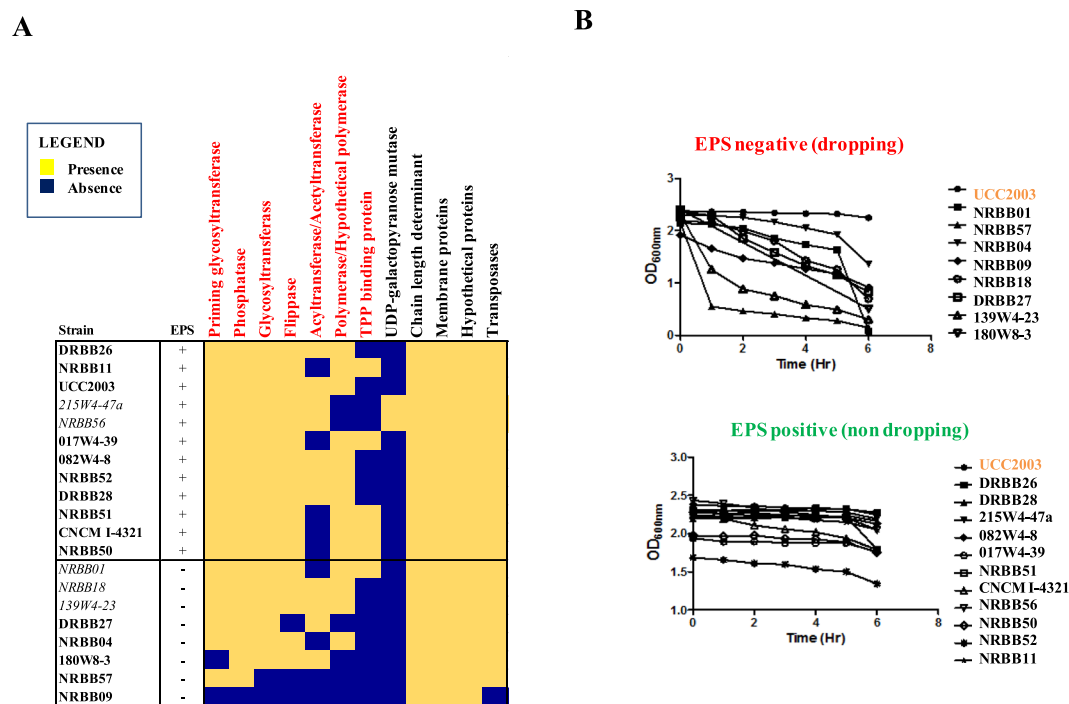 A
LEGEND
Presence
Absence
Priming glycosyltransferase
Phosphatase
Glycosyltransferass
Flippase
Acyltransferase/Acetyltransferase
Polymerase/Hypothetical polymerase
TPP binding protein
UDP-galactopyranose mutase
Chain length determinant
Membrane proteins
Hypothetical proteins
Transposases
Strain EPS
DRBB26 +
NRBB11 +
UCC2003 +
215W4-47a +
NRBB56 +
017W4-39 +
082W4-8 +
NRBB52 +
DRBB28 +
NRBB51 +
CNCM I-4321 +
NRBB50 +
NRBB01 -
NRBB18 -
139W4-23 -
DRBB27 -
NRBB04 -
180W8-3 -
NRBB57 -
NRBB09 -
B
EPS negative (dropping)
OD600nm
3
2
1
0
0 2 4 6 8
Time (Hr)
UCC2003
NRBB01
NRBB57
NRBB04
NRBB09
NRBB18
DRBB27
139W4-23
180W8-3
EPS positive (non dropping)
OD600nm
3.0
2.5
2.0
1.5
1.0
0 2 4 6 8
Time (Hr)
UCC2003
DRBB26
DRBB28
215W4-47a
082W4-8
017W4-39
NRBB51
CNCM I-4321
NRBB56
NRBB50
NRBB52
NRBB11